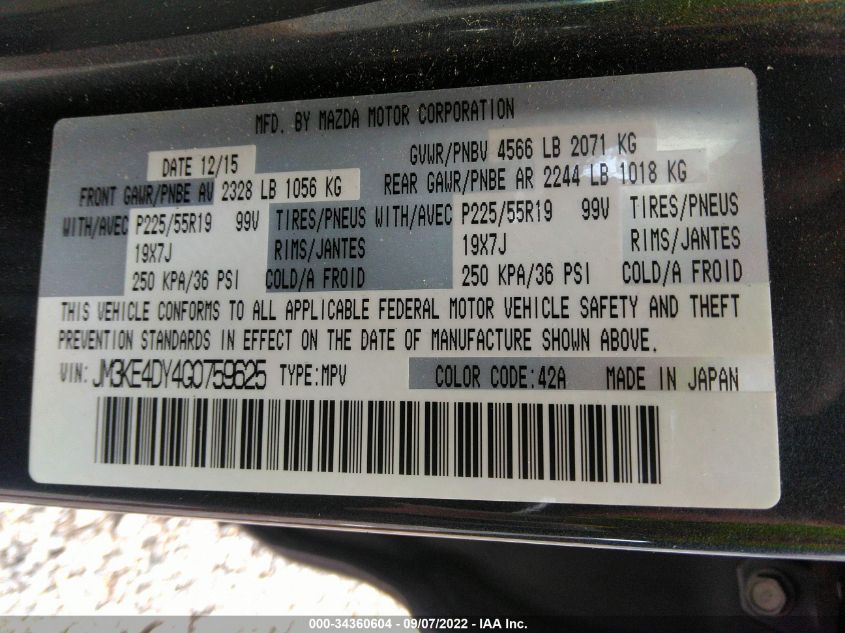 MFD. BY MAZDA MOTOR CORPORATION
DATE 12/15 GVWR/PNBV 4566 LB 2071 KG
FRONT GAWR/PNBE AV 2328 LB 1056 KG REAR GAWR/PNBE AR 2244 LB 1018 KG
WITH/AVEC P225/55R19 99V TIRES/PNEUS WITH/AVEC P225/55R19 99V TIRES/PNEUS
19X7J RIMS/JANTES 19X7J RIMS/JANTES
250 KPA/36 PSI COLD/A FROID 250 KPA/36 PSI COLD/A FROID
THIS VEHICLE CONFORMS TO ALL APPLICABLE FEDERAL MOTOR VEHICLE SAFETY AND THEFT
PREVENTION STANDARDS IN EFFECT ON THE DATE OF MANUFACTURE SHOWN ABOVE.
VIN: JM3KE4DY4G0759625 TYPE:MPV COLOR CODE:42A MADE IN JAPAN
000-34360604 - 09/07/2022 - IAA Inc.